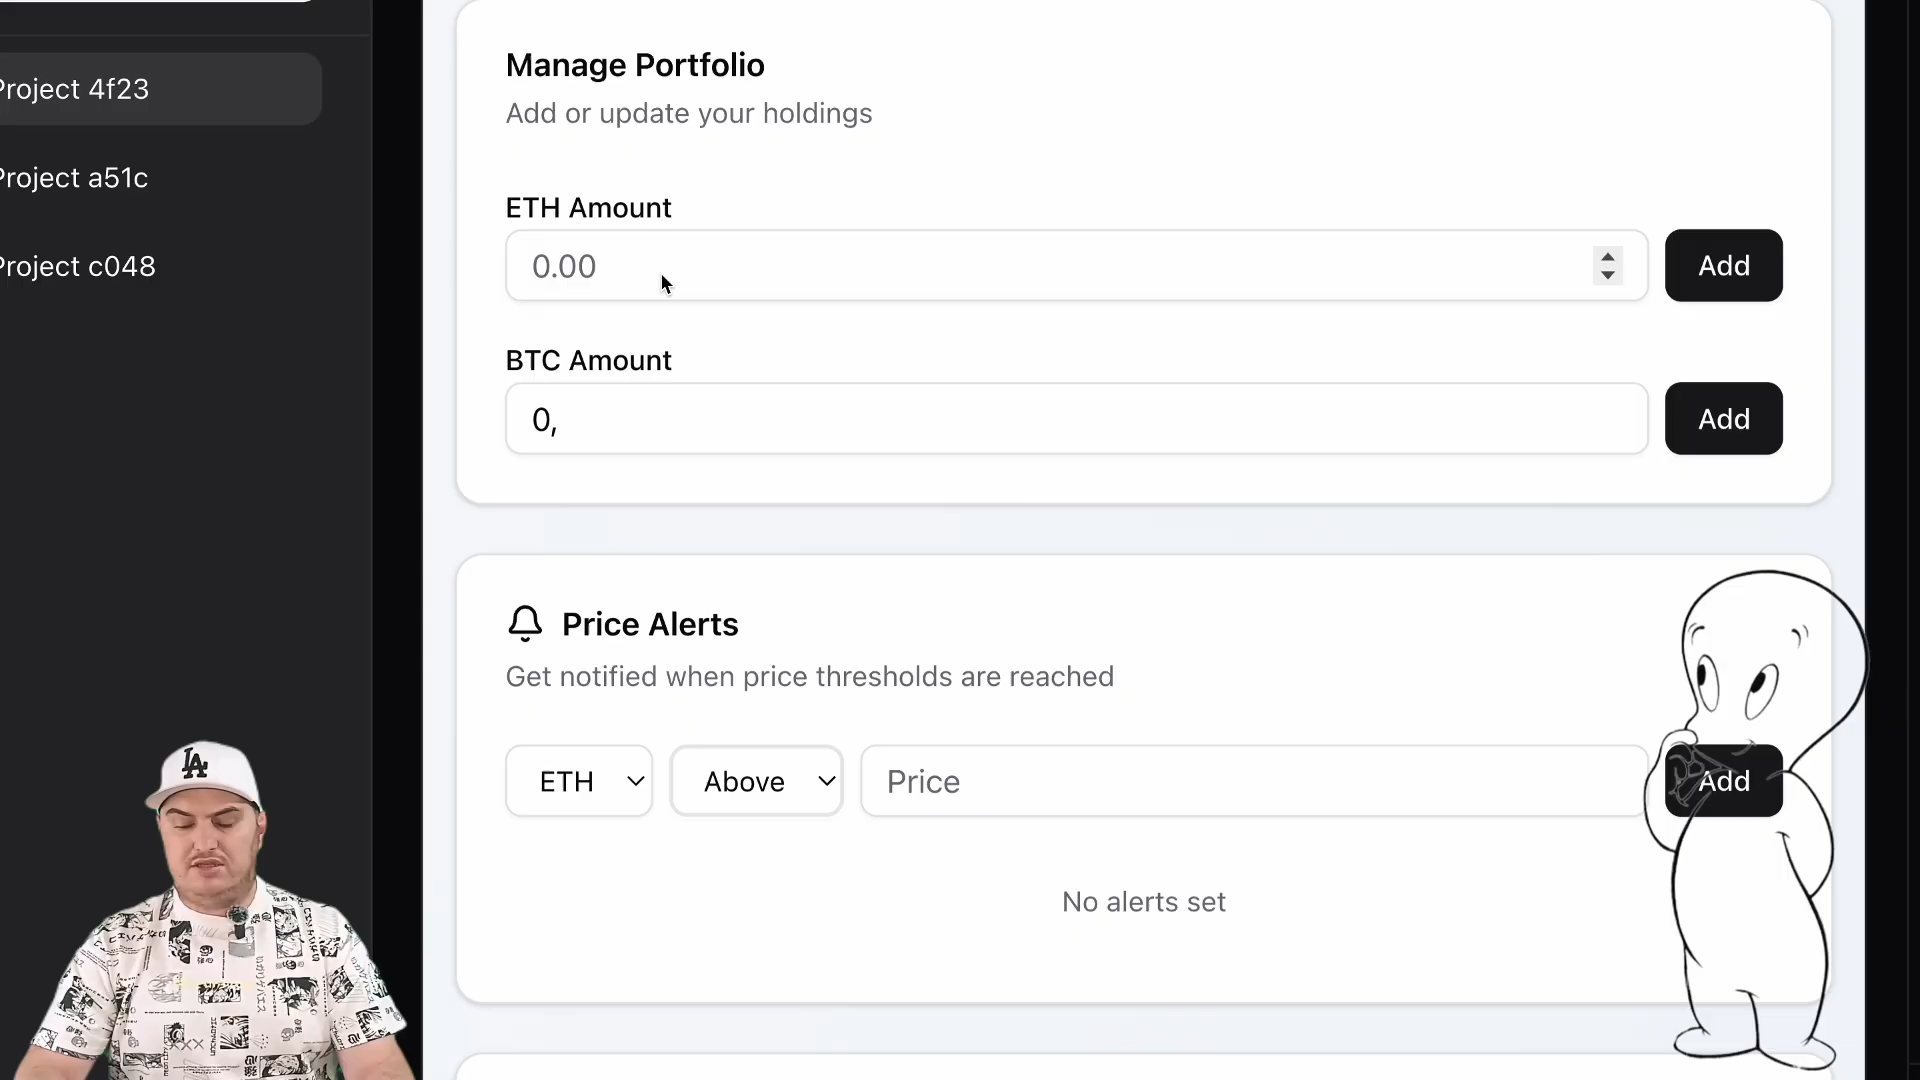 Project 4f23
Project a51c
Project c048
Manage Portfolio
Add or update your holdings
ETH Amount
0.00
Add
BTC Amount
0,
Add
Price Alerts
Get notified when price thresholds are reached
ETH
Above
Price
Add
No alerts set
LA